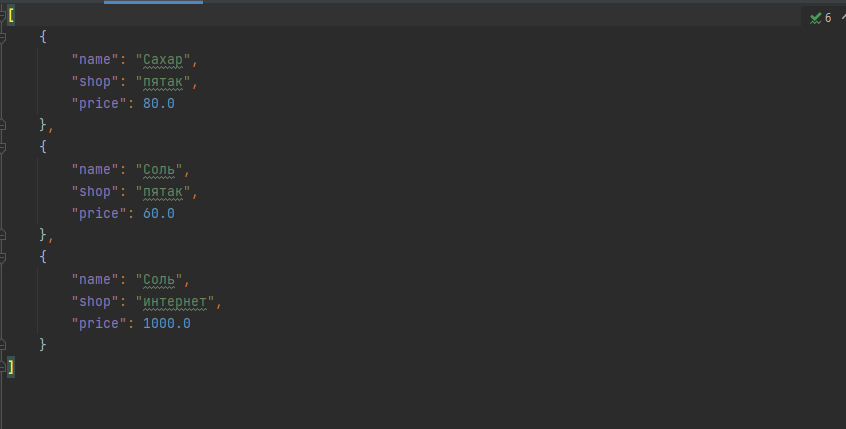 [
    {
        "name": "Сахар",
        "shop": "пятак",
        "price": 80.0
    },
    {
        "name": "Соль",
        "shop": "пятак",
        "price": 60.0
    },
    {
        "name": "Соль",
        "shop": "интернет",
        "price": 1000.0
    }
]
6